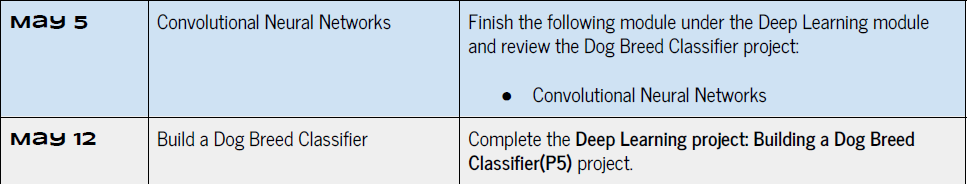 May 5
Convolutional Neural Networks
Finish the following module under the Deep Learning module
and review the Dog Breed Classifier project:
● Convolutional Neural Networks
May 12
Build a Dog Breed Classifier
Complete the Deep Learning project: Building a Dog Breed
Classifier(P5) project.